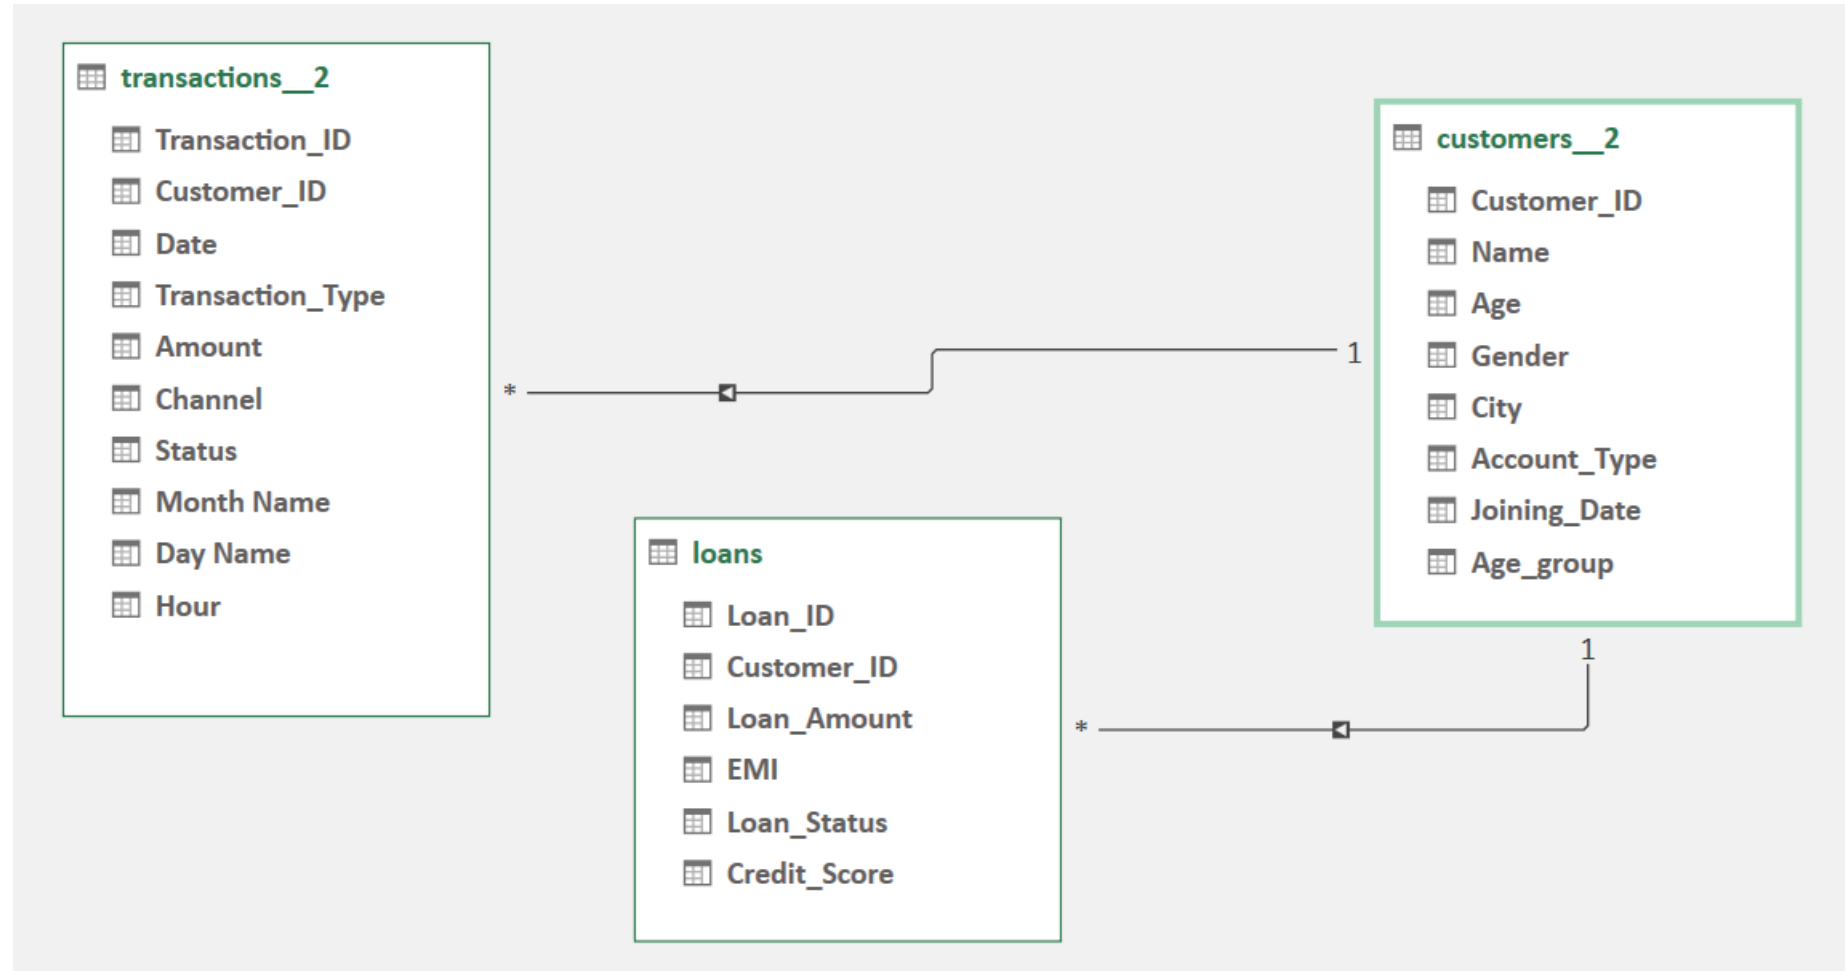 transactions__2
Transaction_ID
Customer_ID
Date
Transaction_Type
Amount
Channel
Status
Month Name
Day Name
Hour
*
1
customers__2
Customer_ID
Name
Age
Gender
City
Account_Type
Joining_Date
Age_group
1
*
loans
Loan_ID
Customer_ID
Loan_Amount
EMI
Loan_Status
Credit_Score